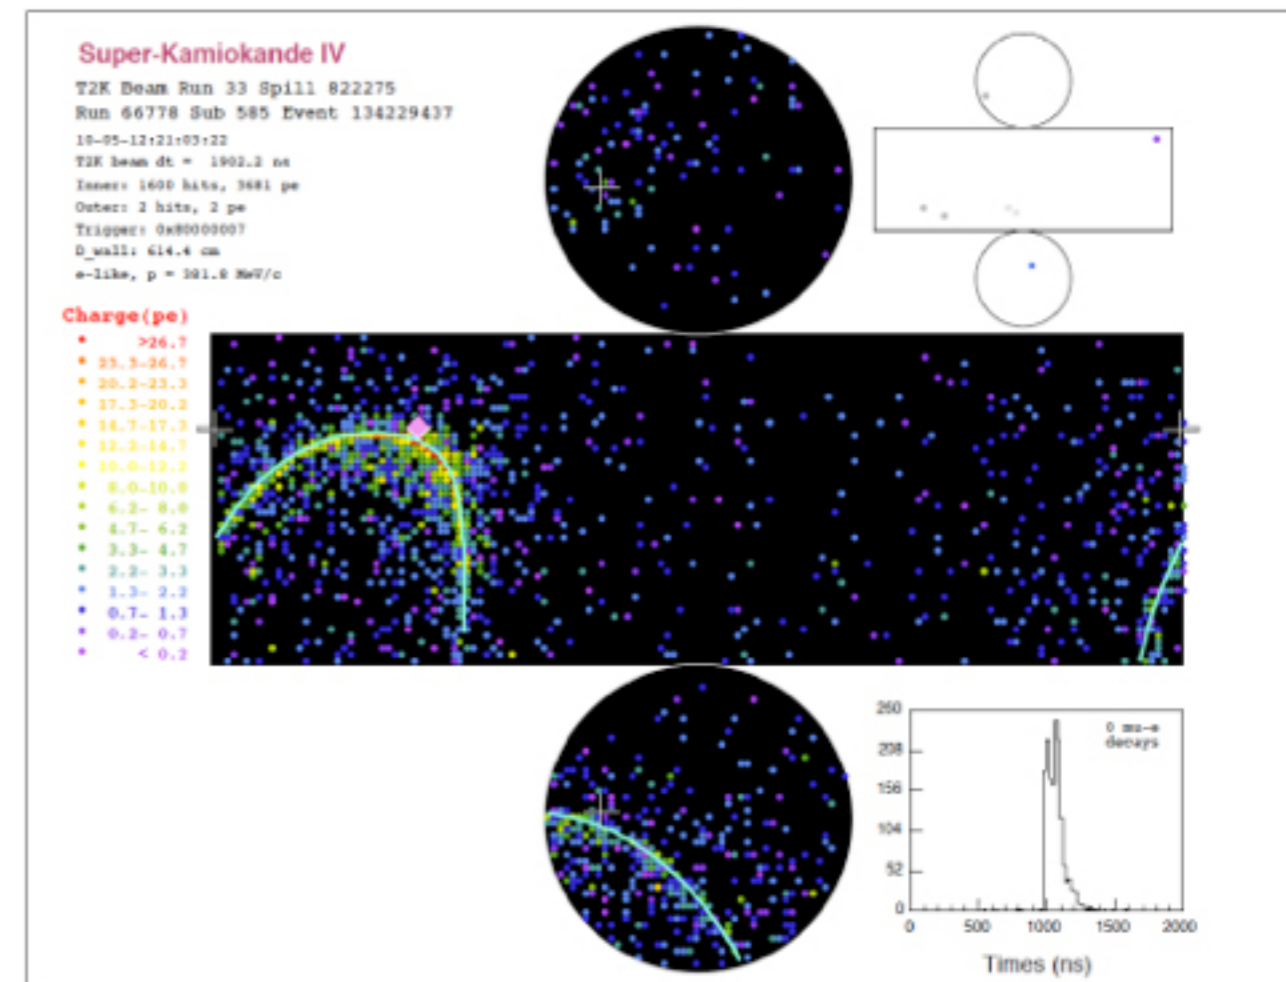 Super-Kamiokande IV
T2K Beam Run 33 Spill 822275
Run 66778 Sub 585 Event 134229437
10-05-12:21:03:22
T2K beam dt = 1902.2 ns
Inner: 1600 hits, 3681 pe
Outer: 2 hits, 2 pe
Trigger: 0x80000007
D_wall: 614.4 cm
e-like, p = 381.8 MeV/c
Charge(pe)
>26.7
23.3-26.7
20.2-23.3
17.3-20.2
14.7-17.3
12.2-14.7
10.0-12.2
8.0-10.0
6.2- 8.0
4.7- 6.2
3.3- 4.7
2.2- 3.3
1.3- 2.2
0.7- 1.3
0.2- 0.7
< 0.2
0 mu-e
decays
260
208
156
104
52
0
0 500 1000 1500 2000
Times (ns)